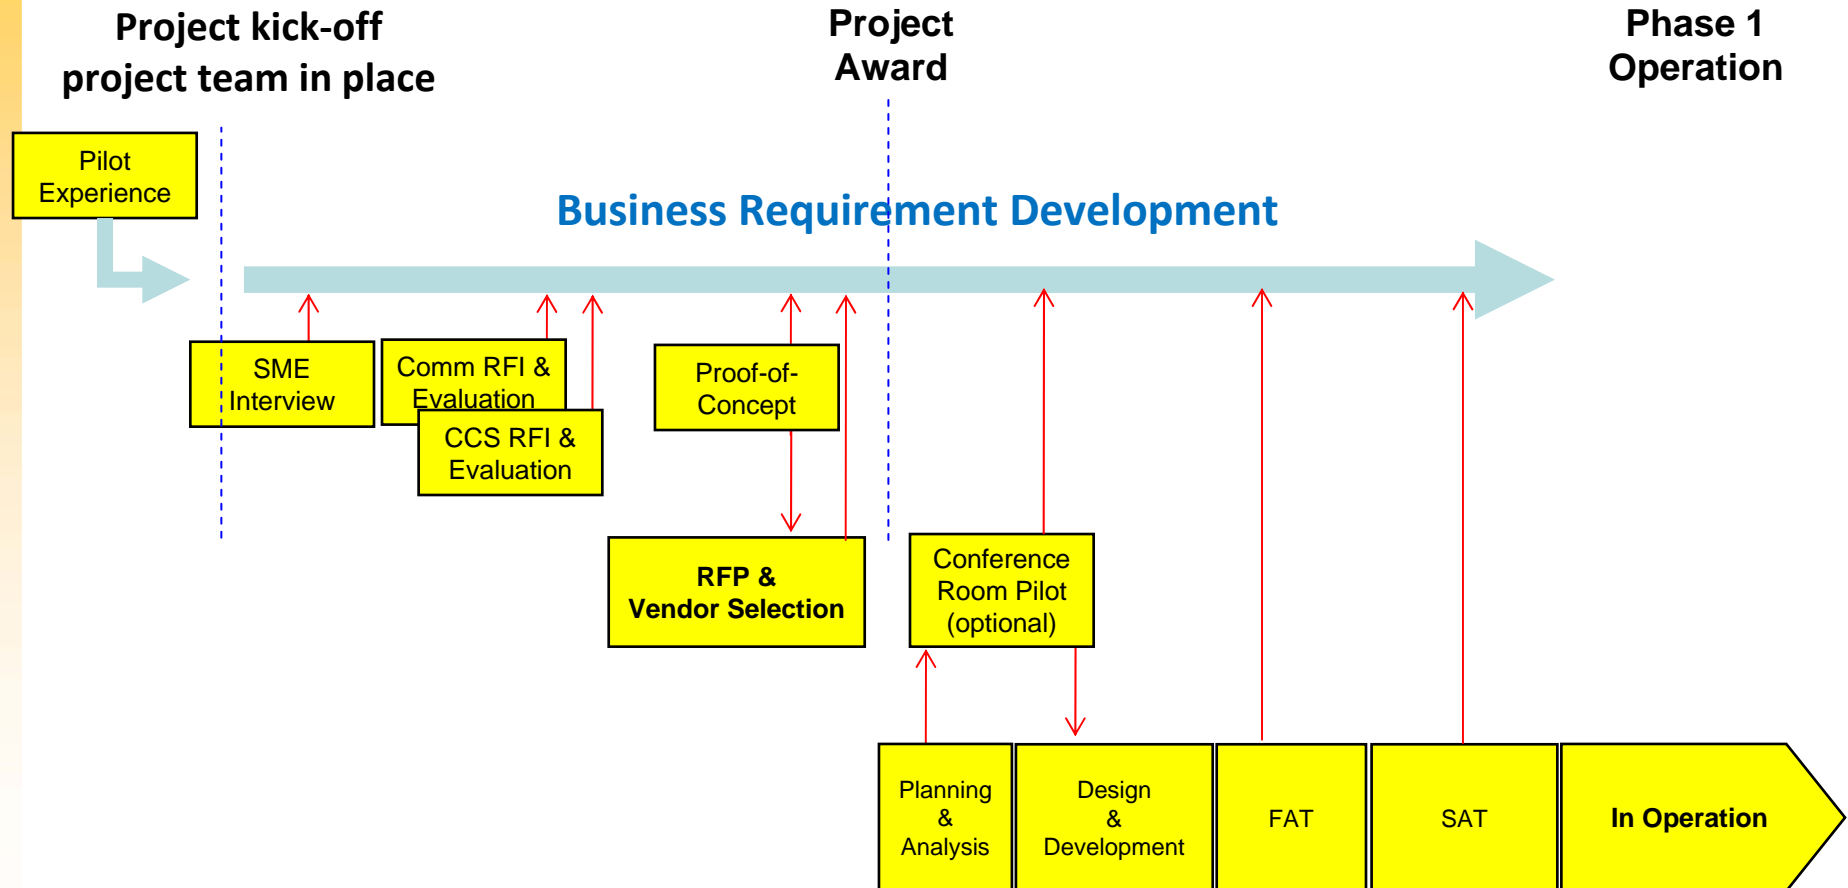 Project kick-off
project team in place
Project
Award
Phase 1
Operation
Pilot
Experience
Business Requirement Development
SME
Interview
Comm RFI &
Evaluation
CCS RFI &
Evaluation
Proof-of-
Concept
RFP &
Vendor Selection
Conference
Room Pilot
(optional)
Planning
&
Analysis
Design
&
Development
FAT
SAT
In Operation